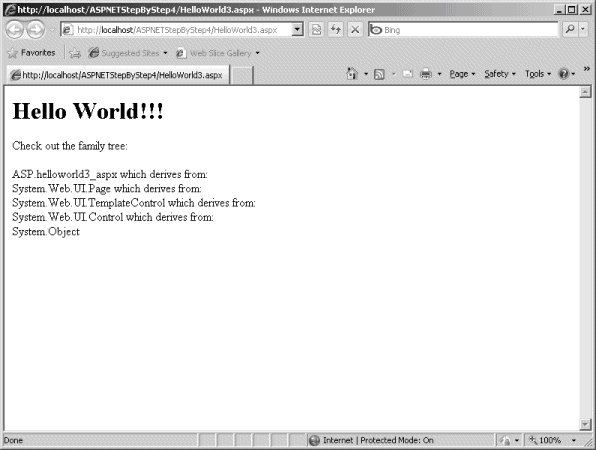 http://localhost/ASPNETStepByStep4/HelloWorld3.aspx - Windows Internet Explorer
http://localhost/ASPNETStepByStep4/HelloWorld3.aspx
Bing
Favorites
Suggested Sites
Web Slice Gallery
http://localhost/ASPNETStepByStep4/HelloWorld3.aspx
Page
Safety
Tools
Hello World!!!
Check out the family tree:
ASP.helloworld3_aspx which derives from:
System.Web.UI.Page which derives from:
System.Web.UI.TemplateControl which derives from:
System.Web.UI.Control which derives from:
System.Object
Done
Internet | Protected Mode: On
100%